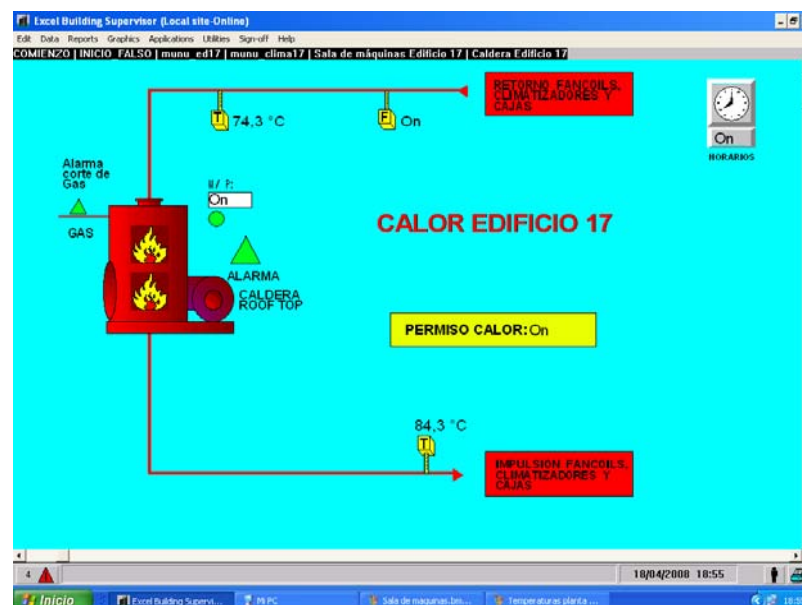 Excel Building Supervisor (Local site-Online)
Edit Data Reports Graphics Applications Utilities Sign-off Help
COMIENZO | INICIO_FALSO | munu_ed17 | munu_clima17 | Sala de máquinas Edificio 17 | Caldera Edificio 17
RETORNO FANCOILS,
CLIMATIZADORES Y
CAJAS
T 74,3 °C
F On
On
HORARIOS
Alarma
corte de
Gas
M/ P:
On
GAS
CALOR EDIFICIO 17
ALARMA
CALDERA
ROOF TOP
PERMISO CALOR: On
84,3 °C
T
IMPULSION FANCOILS,
CLIMATIZADORES Y
CAJAS
4
18/04/2008 18:55
Inicio
Excel Building Supervi...
Mi PC
Sala de maquinas.bm...
Temperaturas planta ...